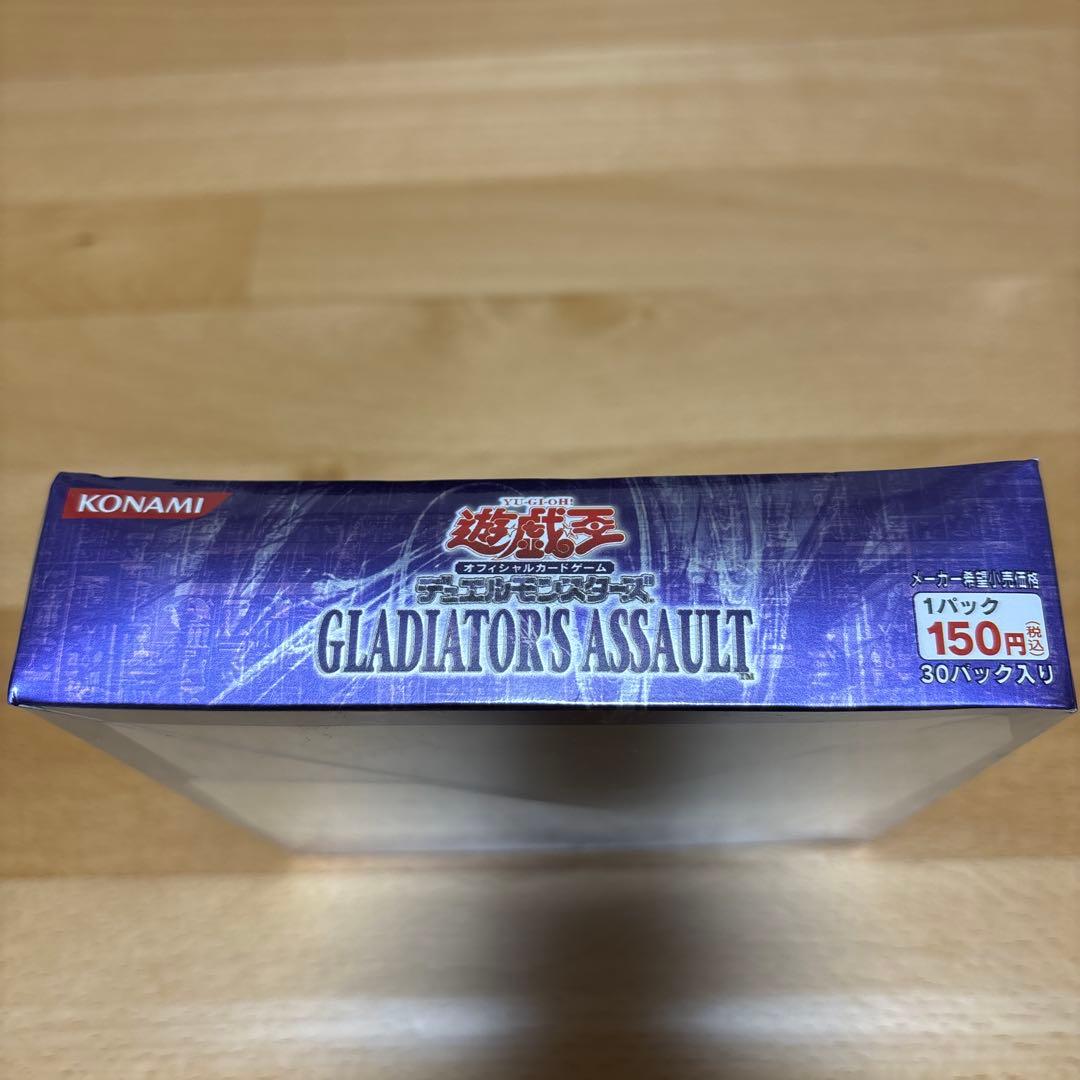 KONAMI
YU-GI-OH!
遊戯王
オフィシャルカードゲーム
デュエルモンスターズ
GLADIATOR'S ASSAULT™
メーカー希望小売価格
1パック
150円(税込)
30パック入り